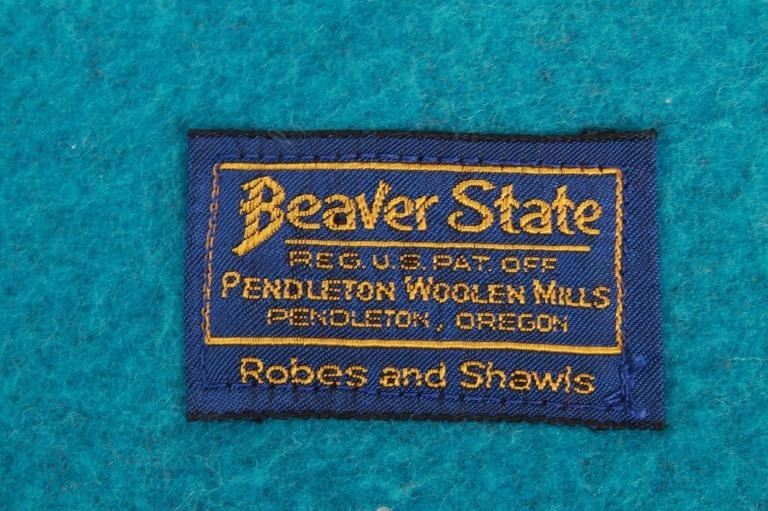 Beaver State
REG. U.S. PAT. OFF
PENDLETON WOOLEN MILLS
PENDLETON, OREGON
Robes and Shawls